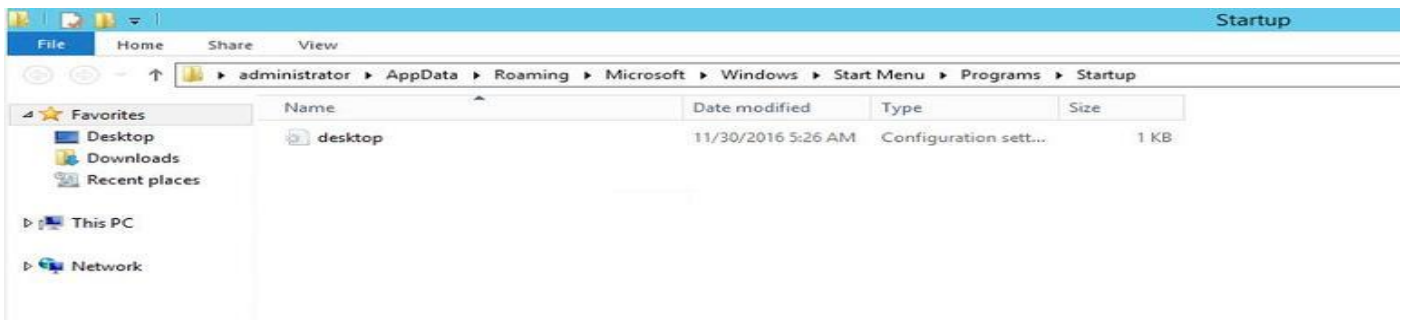 Startup
File Home Share View
administrator ▸ AppData ▸ Roaming ▸ Microsoft ▸ Windows ▸ Start Menu ▸ Programs ▸ Startup
Favorites
Desktop
Downloads
Recent places
This PC
Network
Name Date modified Type Size
desktop 11/30/2016 5:26 AM Configuration sett... 1 KB